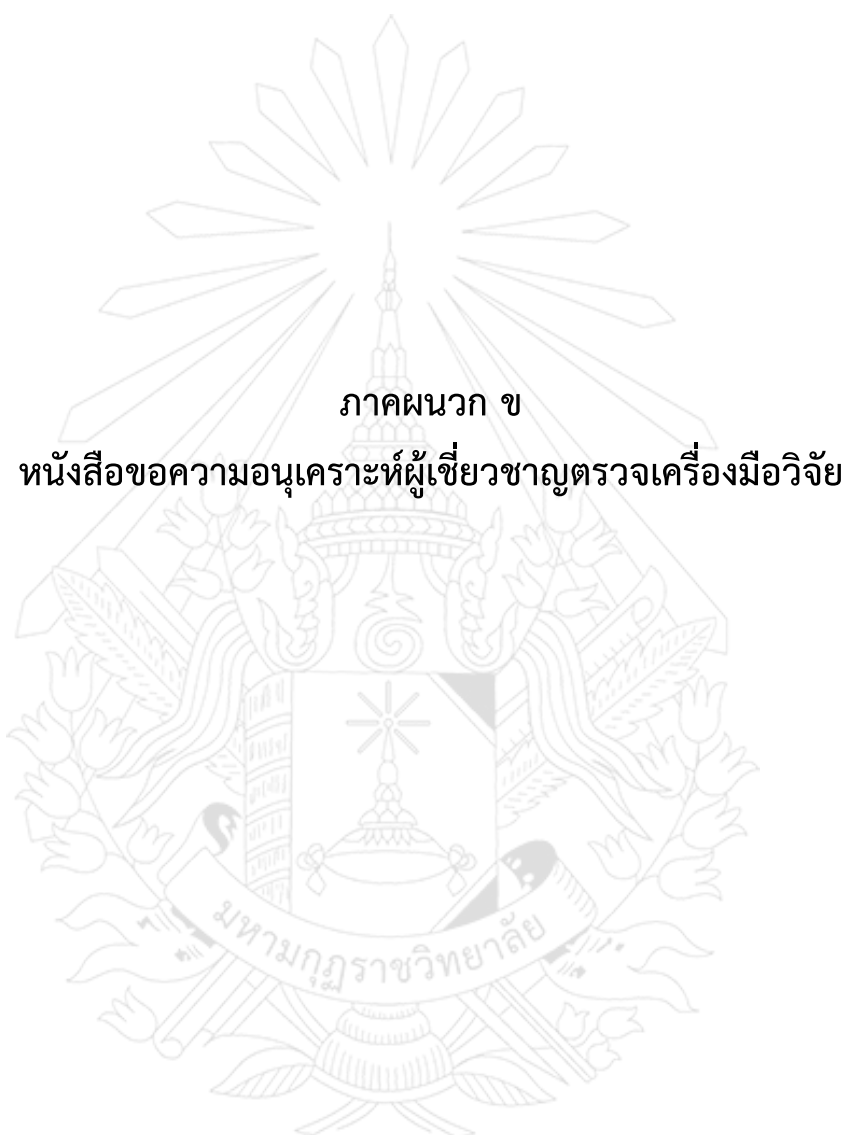 ภาคผนวก ข
หนังสือขอความอนุเคราะห์ผู้เชี่ยวชาญตรวจเครื่องมือวิจัย
มหามกุฏราชวิทยาลัย